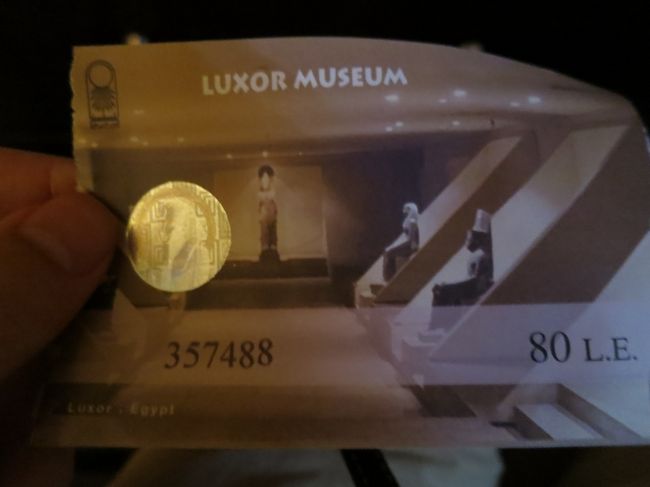 LUXOR MUSEUM
357488
80 L.E.
Luxor . Egypt